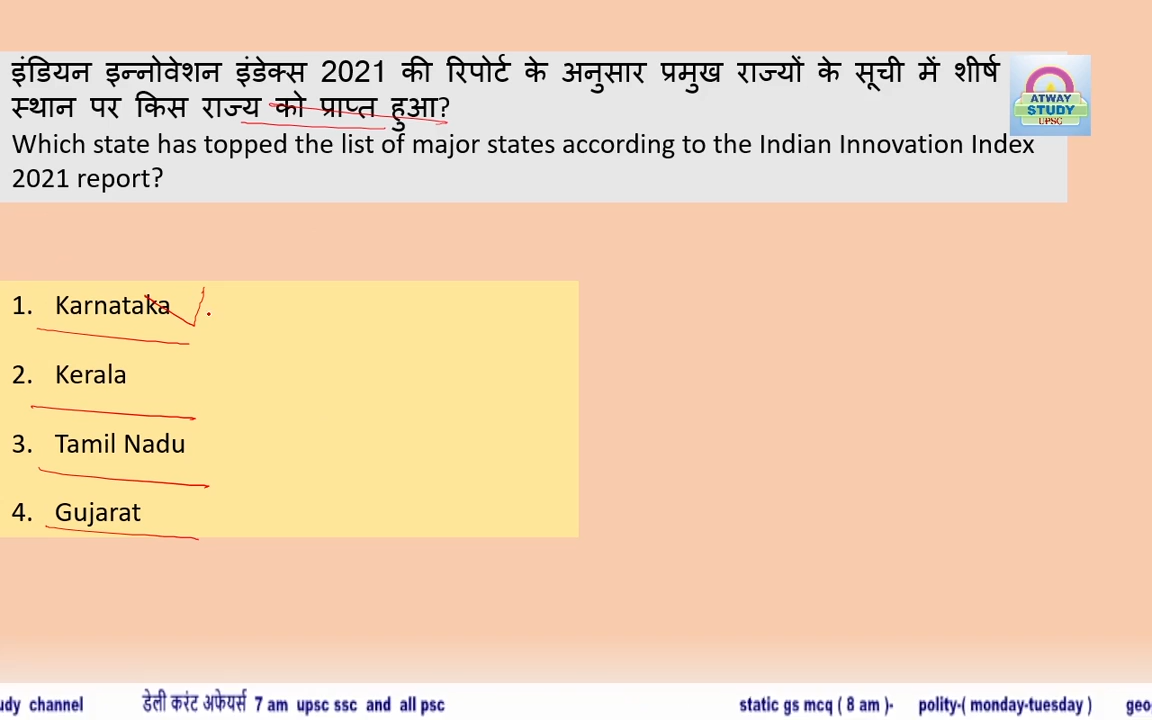 इंडियन इन्नोवेशन इंडेक्स 2021 की रिपोर्ट के अनुसार प्रमुख राज्यों के सूची में शीर्ष
स्थान पर किस राज्य को प्राप्त हुआ?
Which state has topped the list of major states according to the Indian Innovation Index
2021 report?
ATWAY
STUDY
UPSC
1. Karnataka
2. Kerala
3. Tamil Nadu
4. Gujarat
udy channel डेली करंट अफेयर्स 7 am upsc ssc and all psc static gs mcq ( 8 am )- polity-( monday-tuesday ) geo